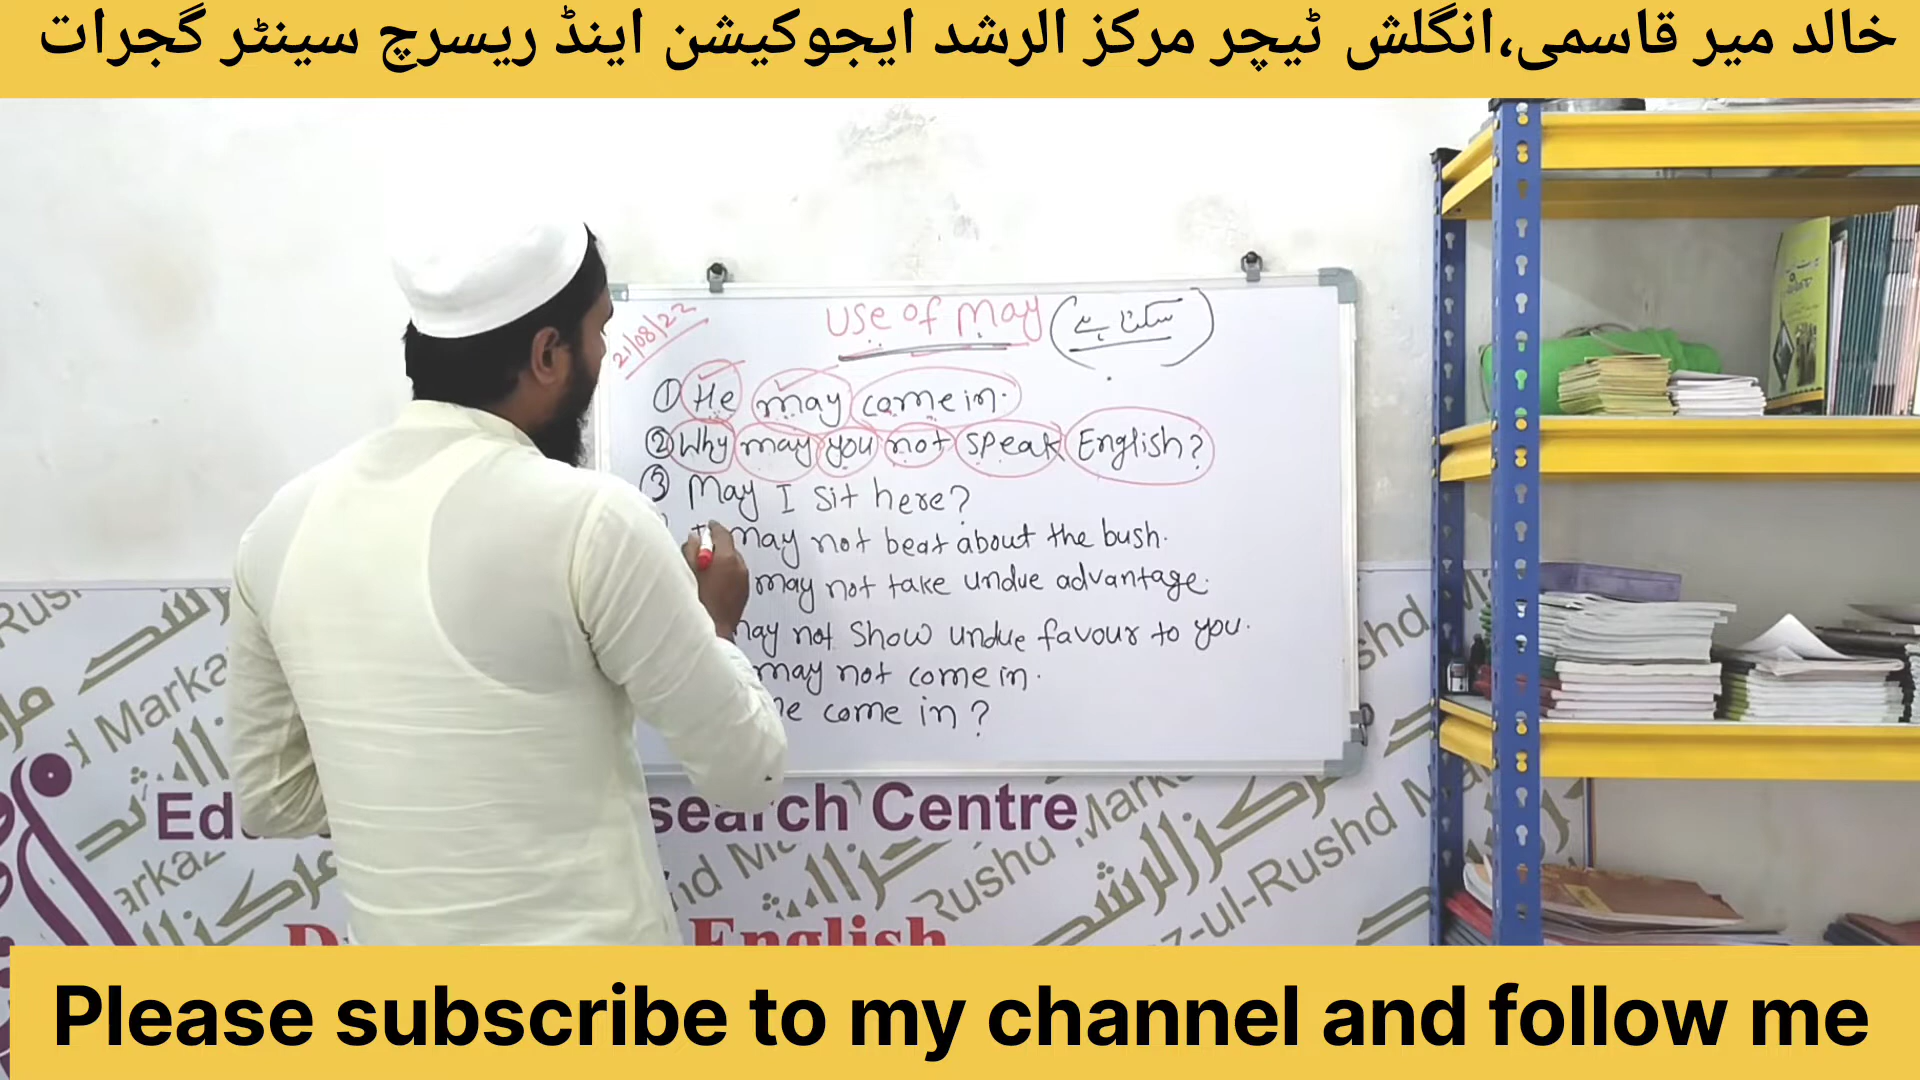 خالد میر قاسمی،انگلش ٹیچر مرکز الرشد ایجوکیشن اینڈ ریسرچ سینٹر گجرات
21/08/22
Use of May (سکتا ہے)
① He may come in.
② Why may you not speak English?
③ May I sit here?
I may not beat about the bush.
may not take undue advantage.
may not show undue favour to you.
may not come in.
come in?
search Centre
English
Please subscribe to my channel and follow me